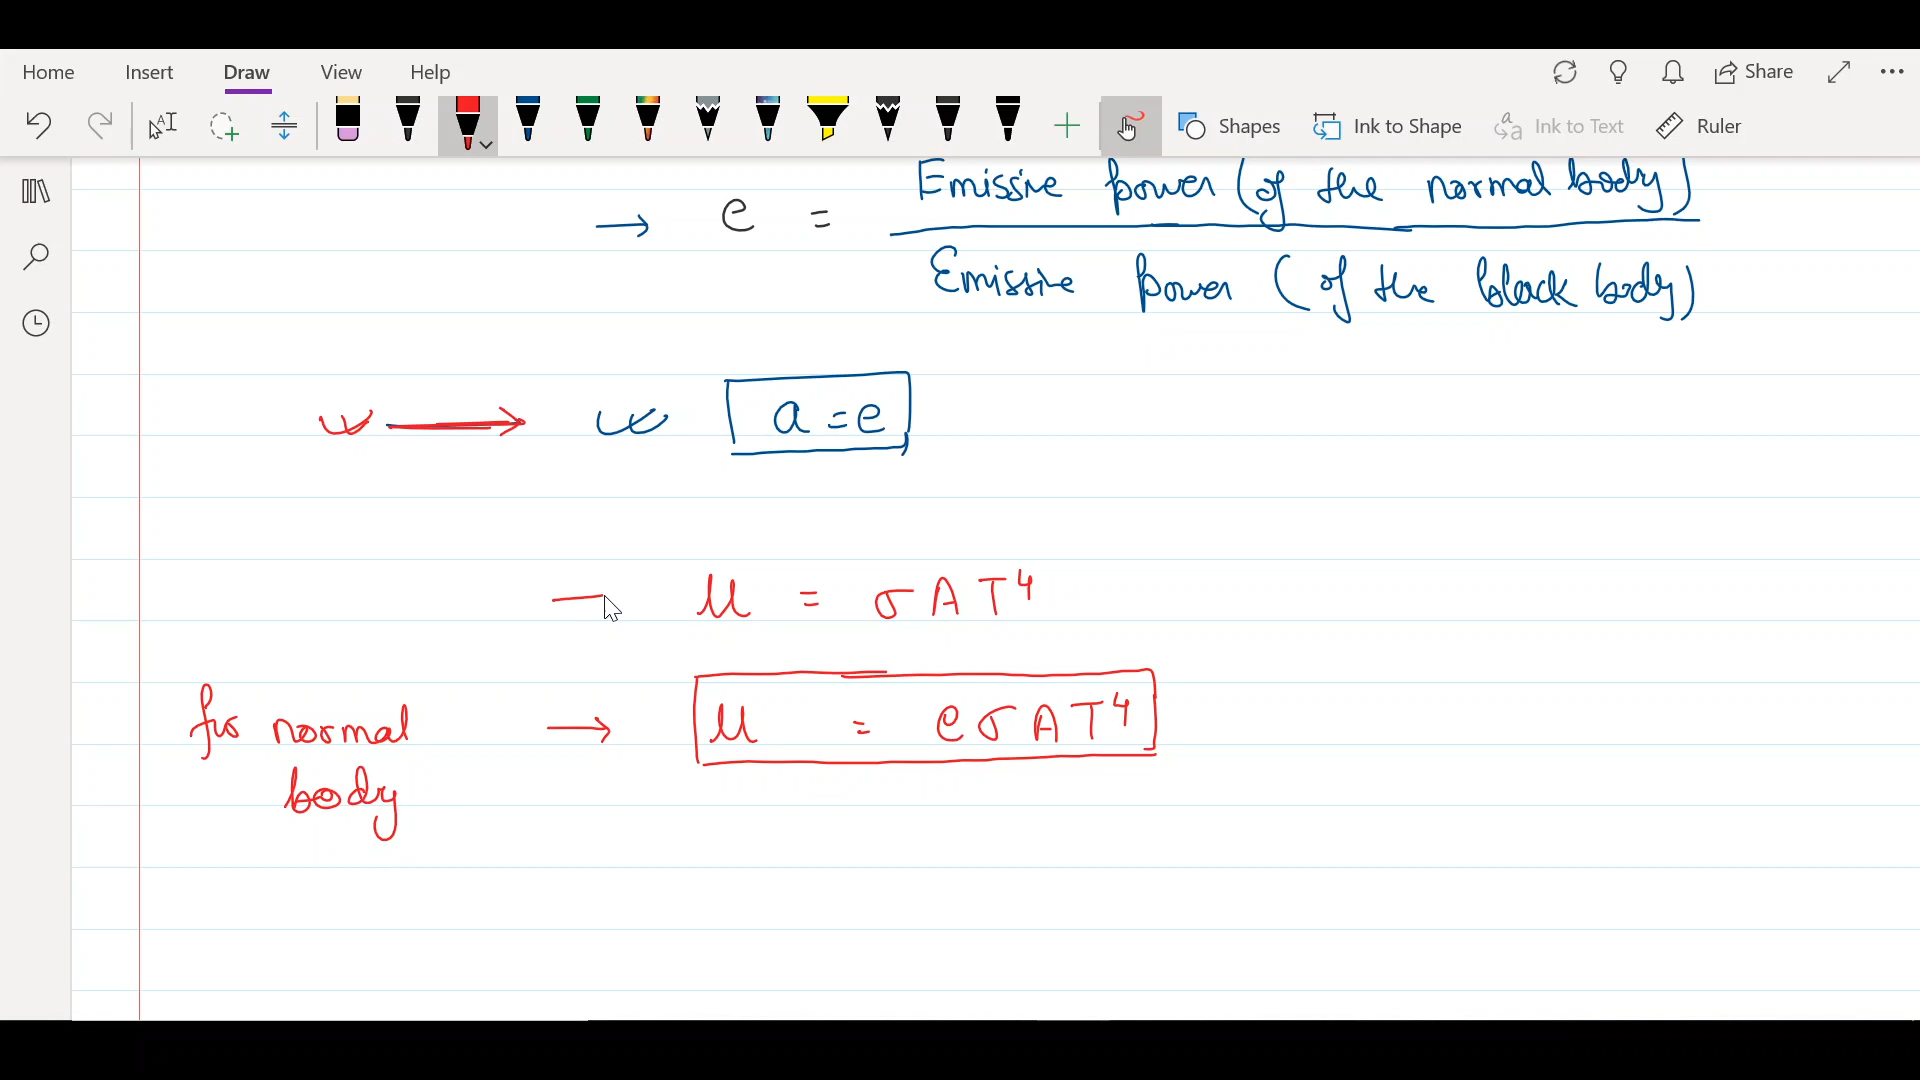 Home Insert Draw View Help Share
Shapes Ink to Shape Ink to Text Ruler
Emissive power (of the normal body)
→ e =
Emissive power (of the black body)
→ a = e
— u = σAT⁴
for normal → u = eσAT⁴
body